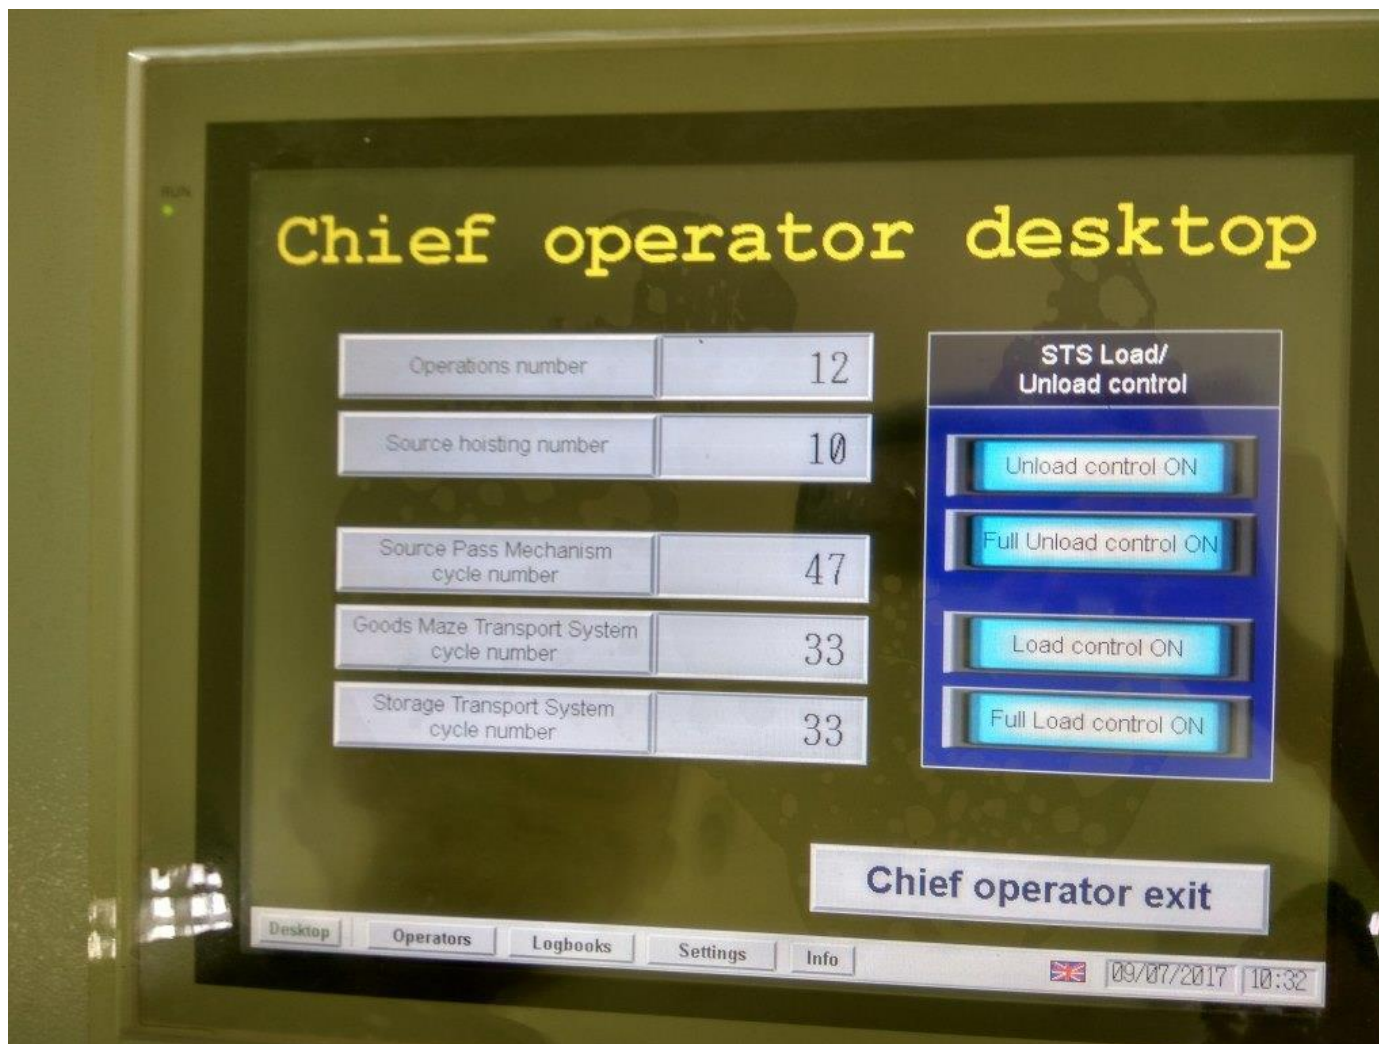 RUN
Chief operator desktop
Operations number 12
Source hoisting number 10
Source Pass Mechanism
cycle number 47
Goods Maze Transport System
cycle number 33
Storage Transport System
cycle number 33
STS Load/
Unload control
Unload control ON
Full Unload control ON
Load control ON
Full Load control ON
Chief operator exit
Desktop Operators Logbooks Settings Info 09/07/2017 10:32